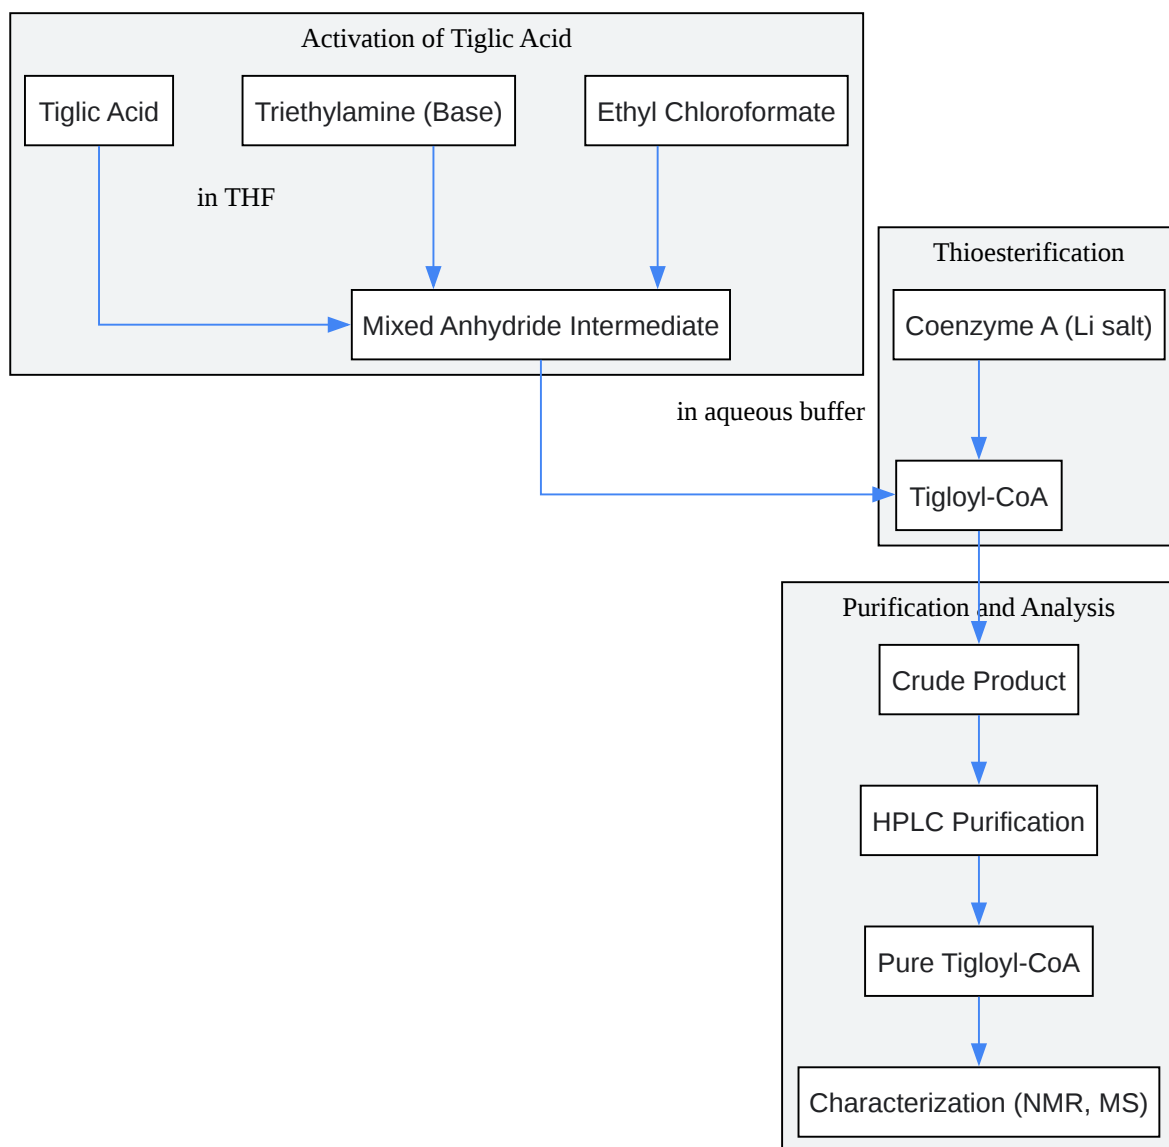 Activation of Tiglic Acid
Tiglic Acid
Triethylamine (Base)
Ethyl Chloroformate
in THF
Mixed Anhydride Intermediate
Thioesterification
Coenzyme A (Li salt)
in aqueous buffer
Tigloyl-CoA
Purification and Analysis
Crude Product
HPLC Purification
Pure Tigloyl-CoA
Characterization (NMR, MS)